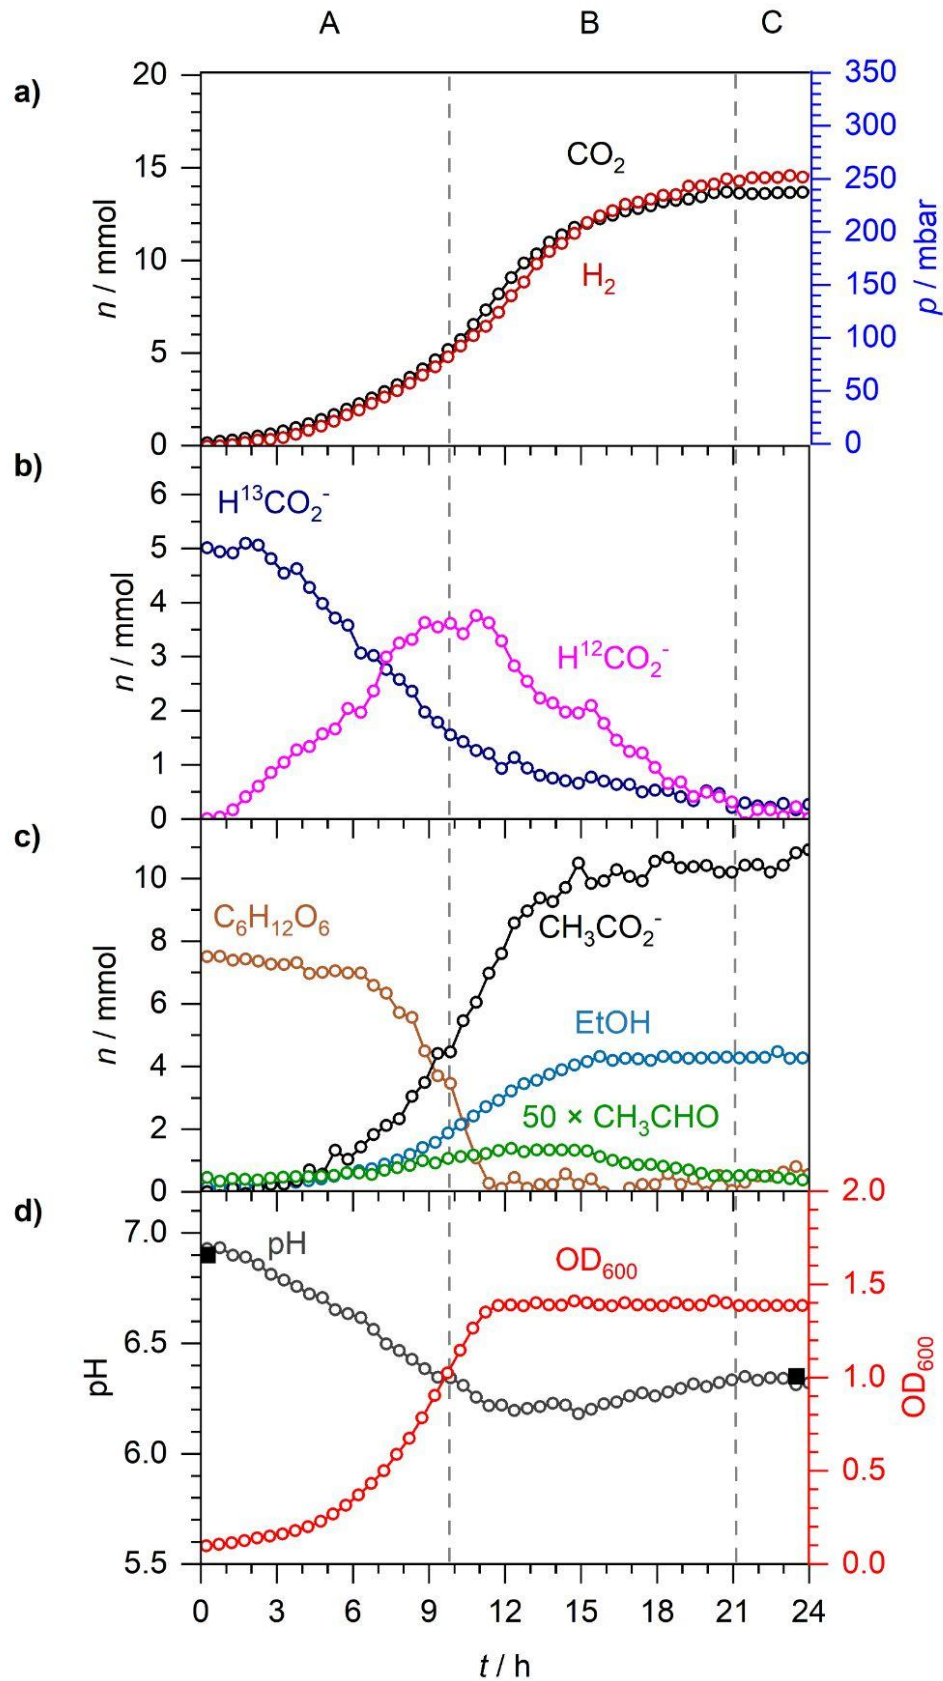 A B C
a)
20
15
10
5
0
n / mmol
CO₂
H₂
350
300
250
200
150
100
50
0
p / mbar
b)
6
5
4
3
2
1
0
n / mmol
H¹³CO₂⁻
H¹²CO₂⁻
c)
10
8
6
4
2
0
n / mmol
C₆H₁₂O₆
CH₃CO₂⁻
EtOH
50 × CH₃CHO
d)
7.0
6.5
6.0
5.5
pH
pH
OD₆₀₀
2.0
1.5
1.0
0.5
0.0
OD₆₀₀
0 3 6 9 12 15 18 21 24
t / h